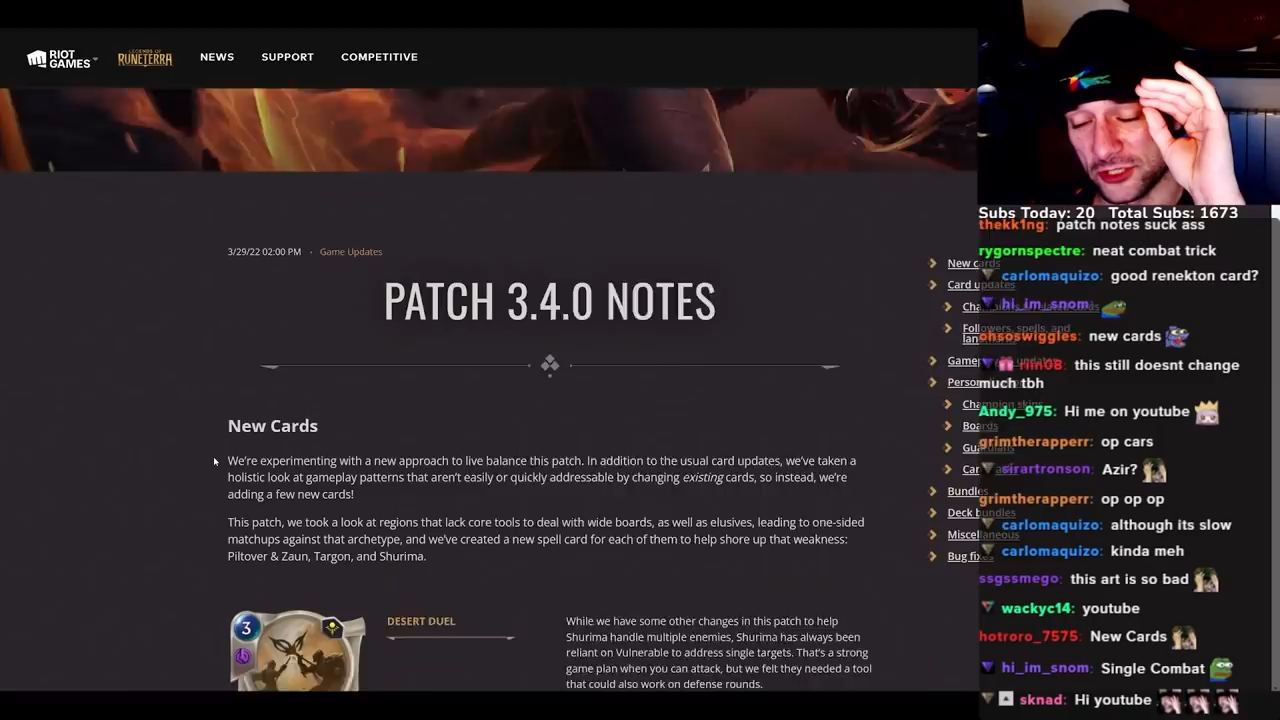 RIOT GAMES
LEGENDS OF RUNETERRA
NEWS
SUPPORT
COMPETITIVE
3/29/22 02:00 PM · Game Updates
PATCH 3.4.0 NOTES
New Cards
We're experimenting with a new approach to live balance this patch. In addition to the usual card updates, we've taken a
holistic look at gameplay patterns that aren't easily or quickly addressable by changing existing cards, so instead, we're
adding a few new cards!
This patch, we took a look at regions that lack core tools to deal with wide boards, as well as elusives, leading to one-sided
matchups against that archetype, and we've created a new spell card for each of them to help shore up that weakness:
Piltover & Zaun, Targon, and Shurima.
3
DESERT DUEL
While we have some other changes in this patch to help
Shurima handle multiple enemies, Shurima has always been
reliant on Vulnerable to address single targets. That's a strong
game plan when you can attack, but we felt they needed a tool
that could also work on defense rounds.
New cards
Card updates
Followers, spells, and
Boards
Bundles
Deck bundles
Miscellaneous
Bug fixes
Subs Today: 20 Total Subs: 1673
thekk1ng: patch notes suck ass
rygornspectre: neat combat trick
carlomaquizo: good renekton card?
hi_im_snom:
ohsoswiggles: new cards
riin08: this still doesnt change
much tbh
Andy_975: Hi me on youtube
grimtherapperr: op cars
sirartronson: Azir?
grimtherapperr: op op op
carlomaquizo: although its slow
carlomaquizo: kinda meh
ssgssmego: this art is so bad
wackyc14: youtube
hotroro_7575: New Cards
hi_im_snom: Single Combat
sknad: Hi youtube